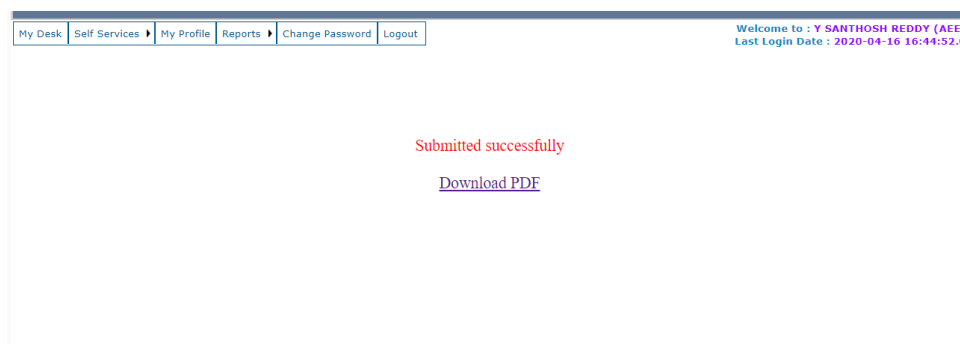 My Desk Self Services My Profile Reports Change Password Logout
Welcome to : Y SANTHOSH REDDY (AEE
Last Login Date : 2020-04-16 16:44:52.
Submitted successfully
Download PDF